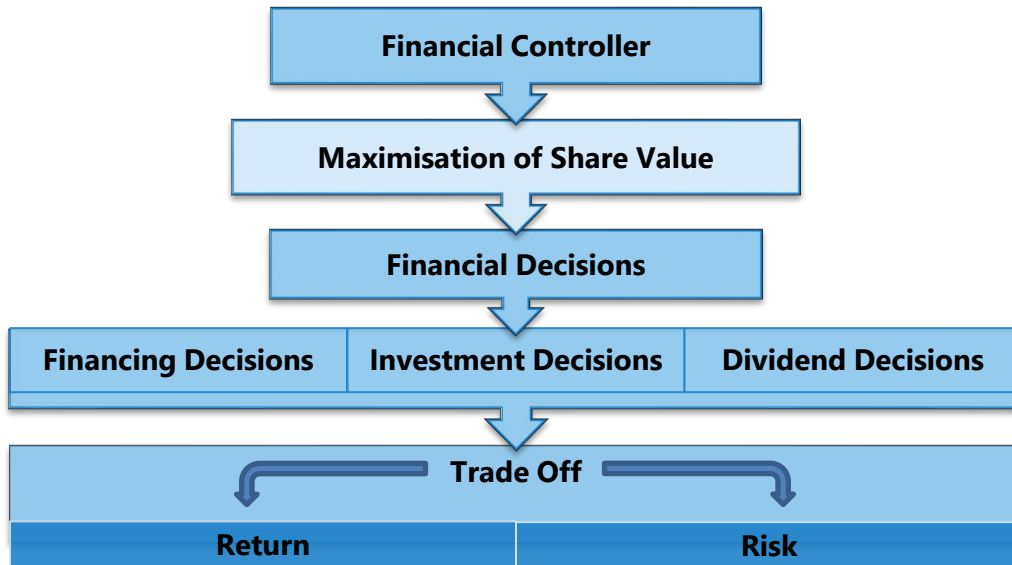 Financial Controller
Maximisation of Share Value
Financial Decisions
Financing Decisions
Investment Decisions
Dividend Decisions
Trade Off
Return
Risk